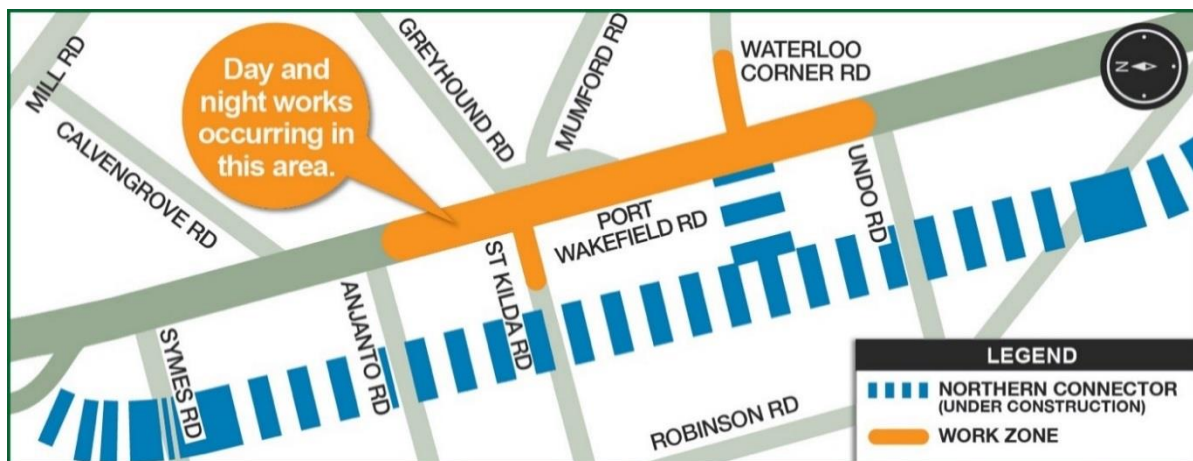 MILL RD
CALVENGROVE RD
Day and
night works
occurring in
this area.
GREYHOUND RD
MUMFORD RD
WATERLOO
CORNER RD
N
PORT
WAKEFIELD RD
UNDO RD
ST KILDA RD
ANJANTO RD
SYMES RD
ROBINSON RD
LEGEND
NORTHERN CONNECTOR
(UNDER CONSTRUCTION)
WORK ZONE